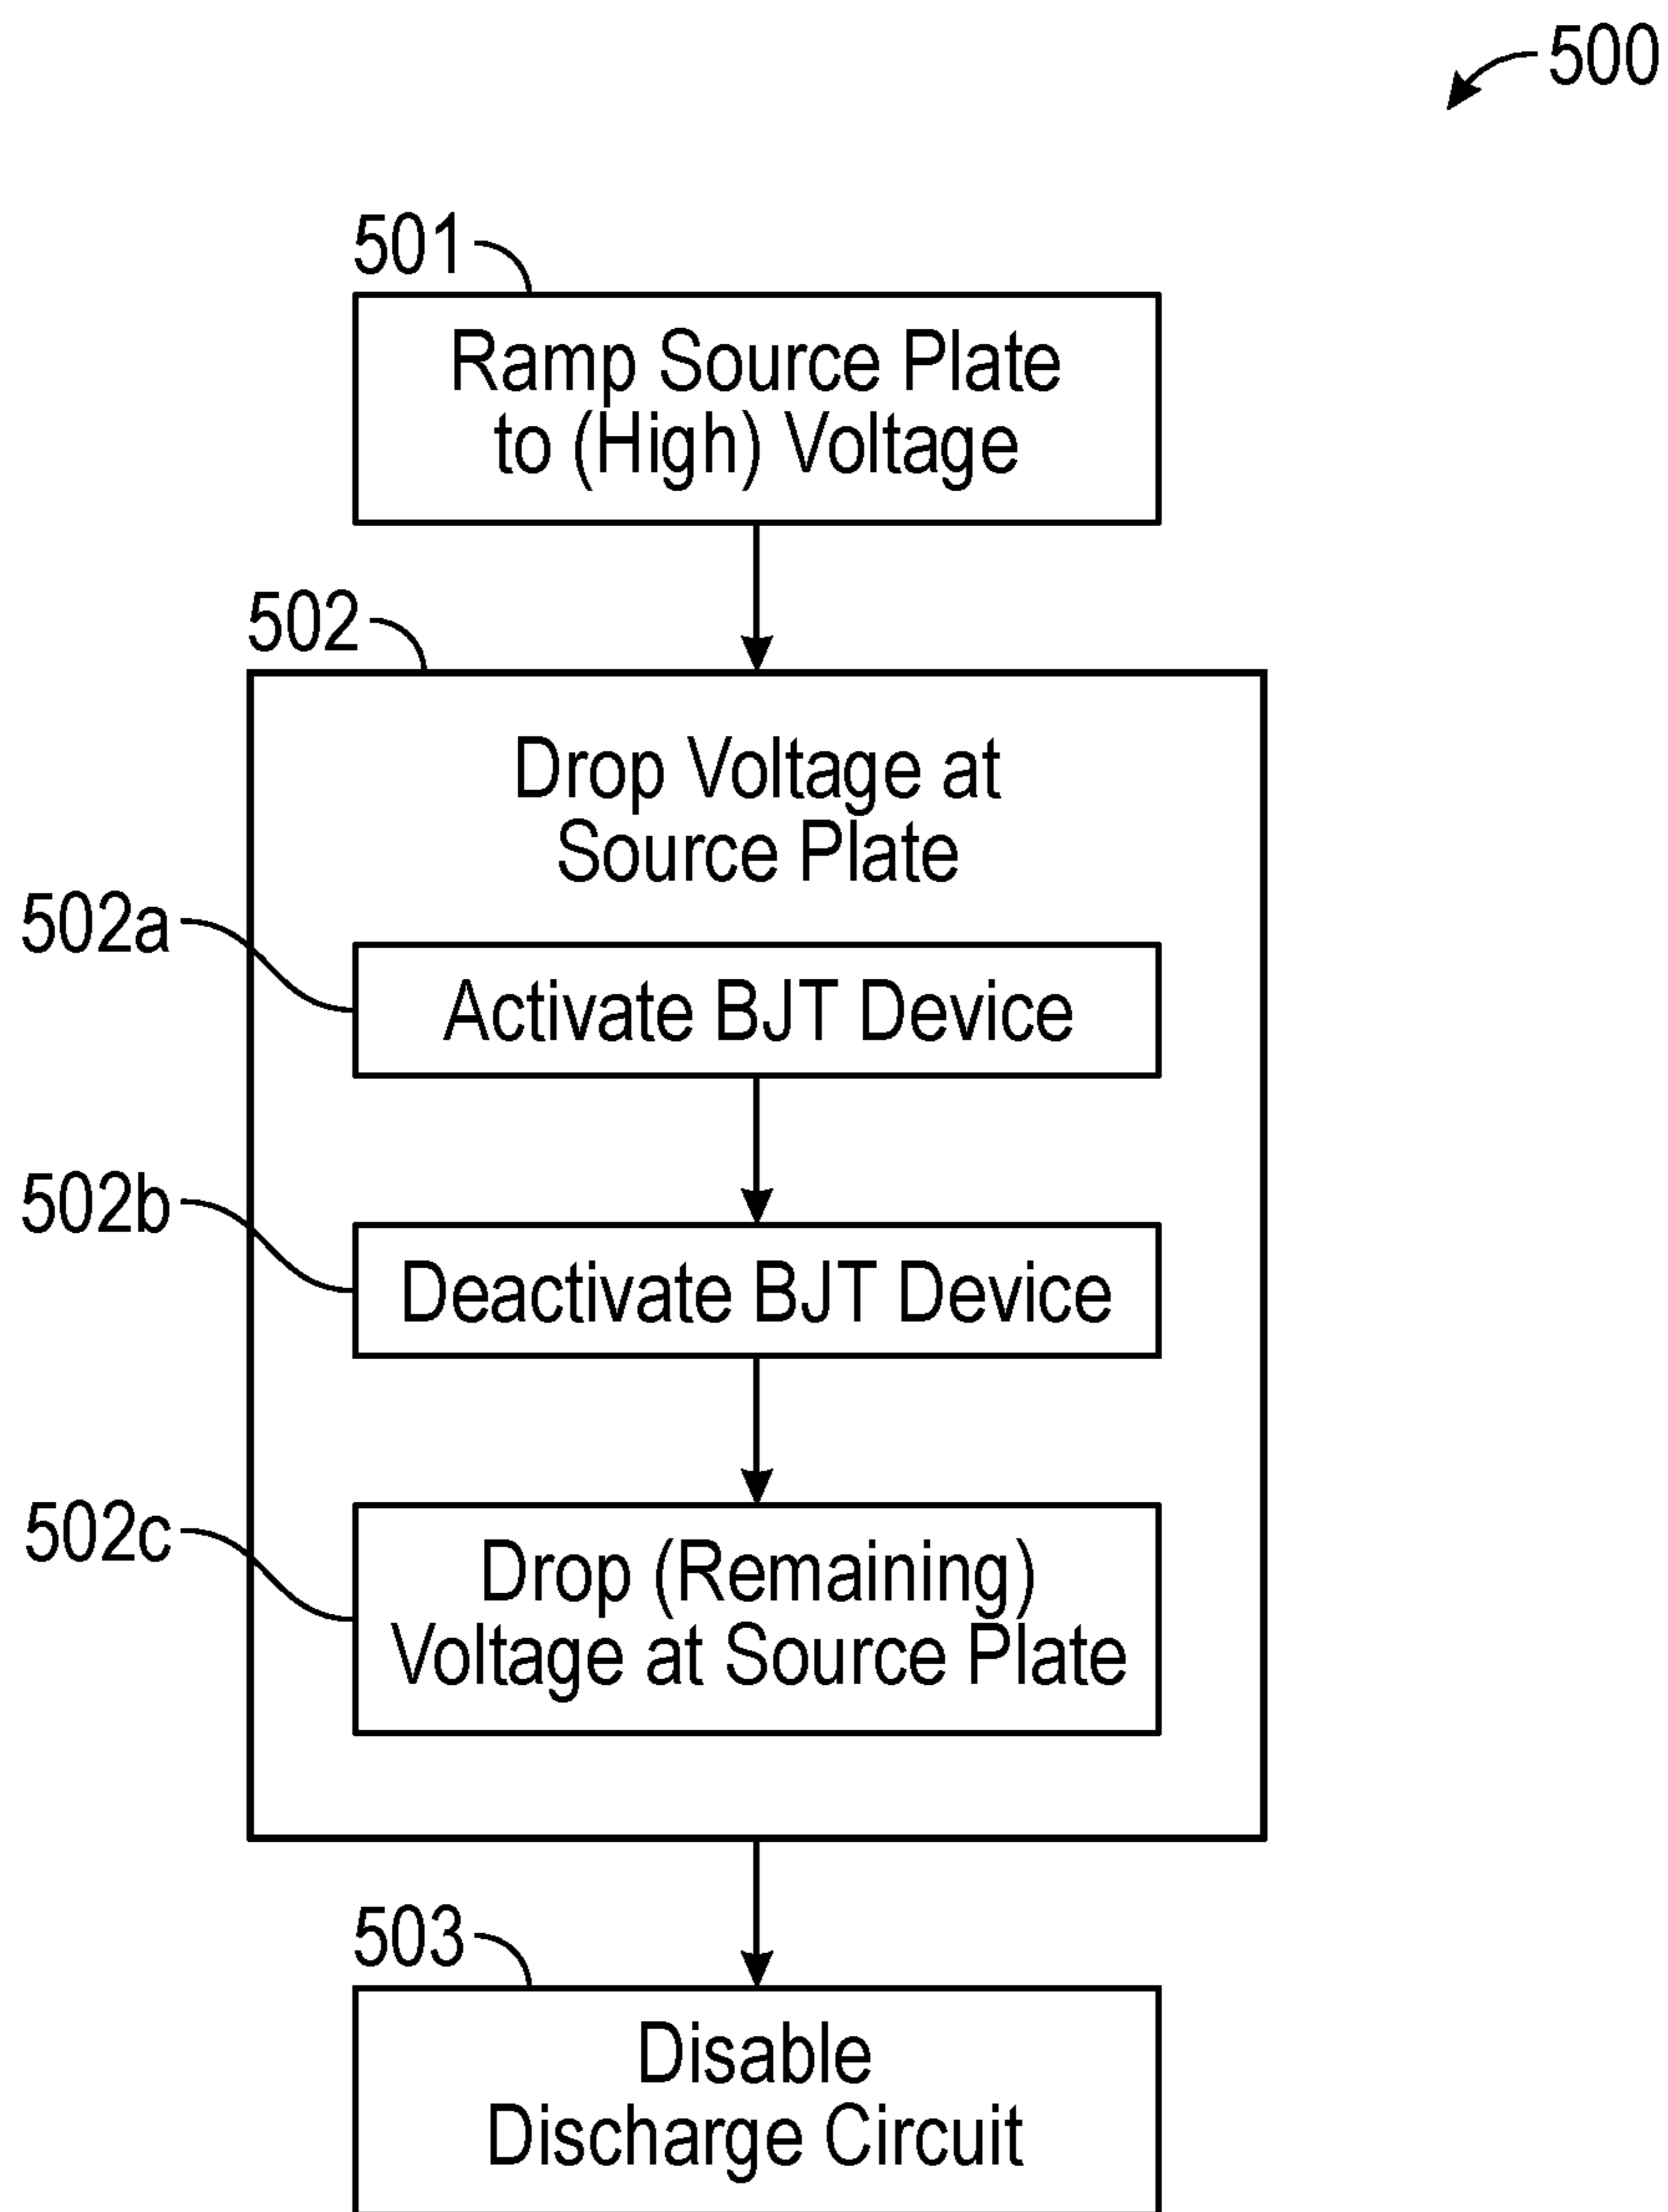 500
501
Ramp Source Plate
to (High) Voltage
502
Drop Voltage at
Source Plate
502a
Activate BJT Device
502b
Deactivate BJT Device
502c
Drop (Remaining)
Voltage at Source Plate
503
Disable
Discharge Circuit